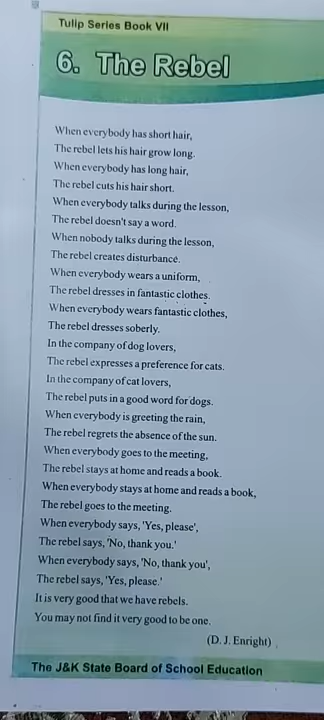 Tulip Series Book VII
6. The Rebel
When everybody has short hair,
The rebel lets his hair grow long.
When everybody has long hair,
The rebel cuts his hair short.
When everybody talks during the lesson,
The rebel doesn't say a word.
When nobody talks during the lesson,
The rebel creates disturbance.
When everybody wears a uniform,
The rebel dresses in fantastic clothes.
When everybody wears fantastic clothes,
The rebel dresses soberly.
In the company of dog lovers,
The rebel expresses a preference for cats.
In the company of cat lovers,
The rebel puts in a good word for dogs.
When everybody is greeting the rain,
The rebel regrets the absence of the sun.
When everybody goes to the meeting,
The rebel stays at home and reads a book.
When everybody stays at home and reads a book,
The rebel goes to the meeting.
When everybody says, 'Yes, please',
The rebel says, 'No, thank you.'
When everybody says, 'No, thank you',
The rebel says, 'Yes, please.'
It is very good that we have rebels.
You may not find it very good to be one.
(D. J. Enright)
The J&K State Board of School Education